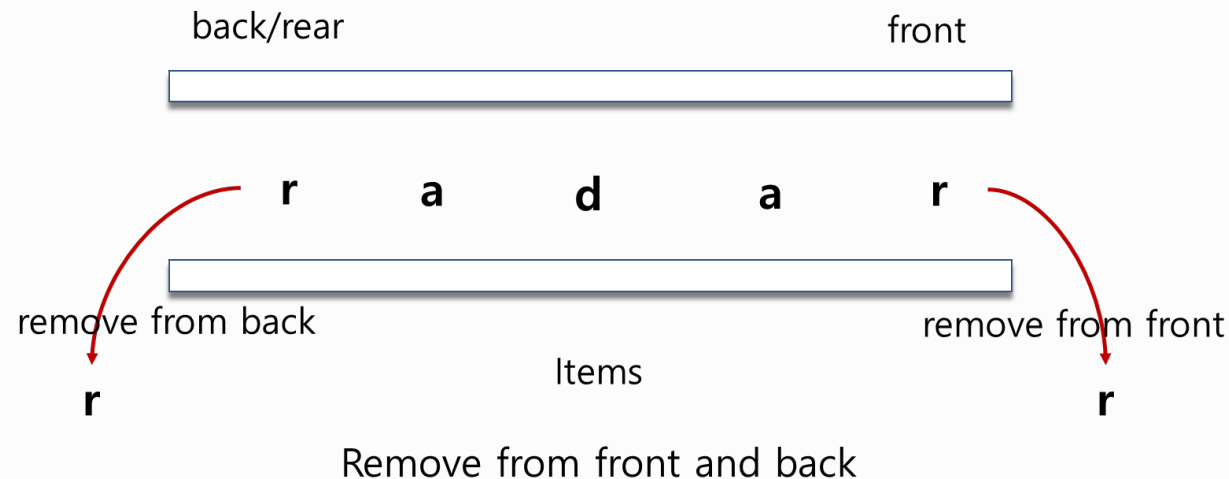 back/rear front
r a d a r
remove from back remove from front
Items
r r
Remove from front and back